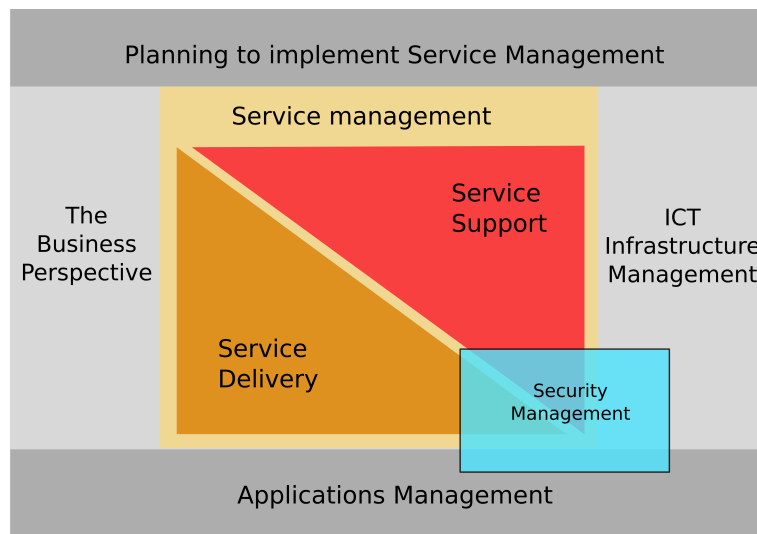 Planning to implement Service Management
Service management
Service
Support
The
Business
Perspective
ICT
Infrastructure
Management
Service
Delivery
Security
Management
Applications Management